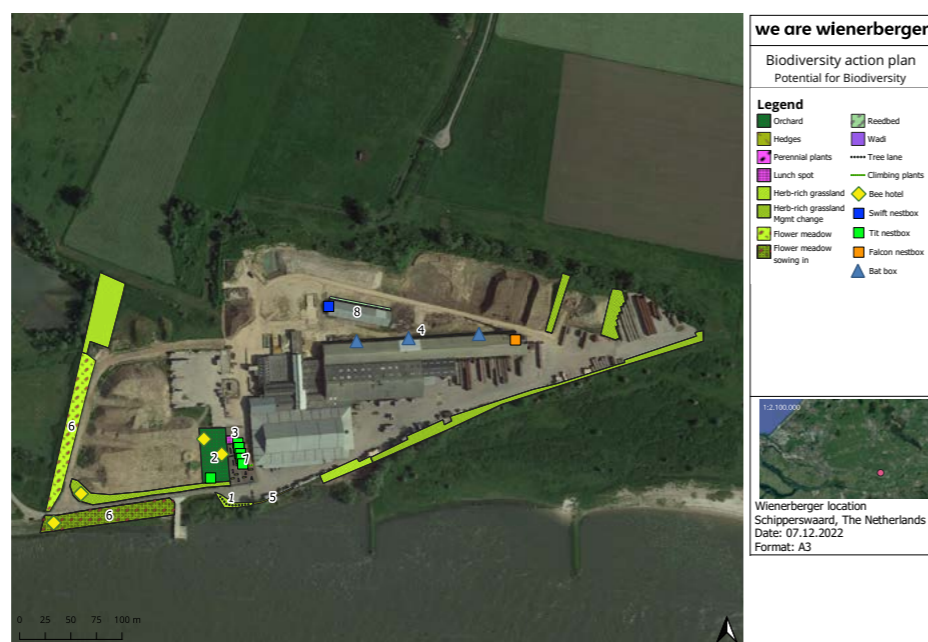 we are wienerberger
Biodiversity action plan
Potential for Biodiversity
Legend
Orchard
Hedges
Perennial plants
Lunch spot
Herb-rich grassland
Herb-rich grassland
Mgmt change
Flower meadow
Flower meadow
sowing in
Reedbed
Wadi
Tree lane
Climbing plants
Bee hotel
Swift nestbox
Tit nestbox
Falcon nestbox
Bat box
8
4
6
3
2
7
1
5
6
0 25 50 75 100 m
1:2,100,000
Wienerberger location
Schipperswaard, The Netherlands
Date: 07.12.2022
Format: A3